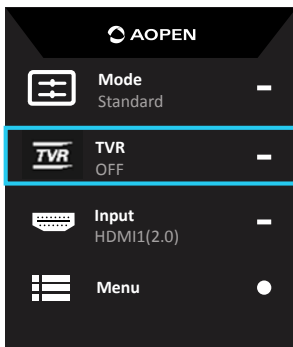 AOPEN
Mode
Standard
TVR
TVR
OFF
Input
HDMI1(2.0)
Menu